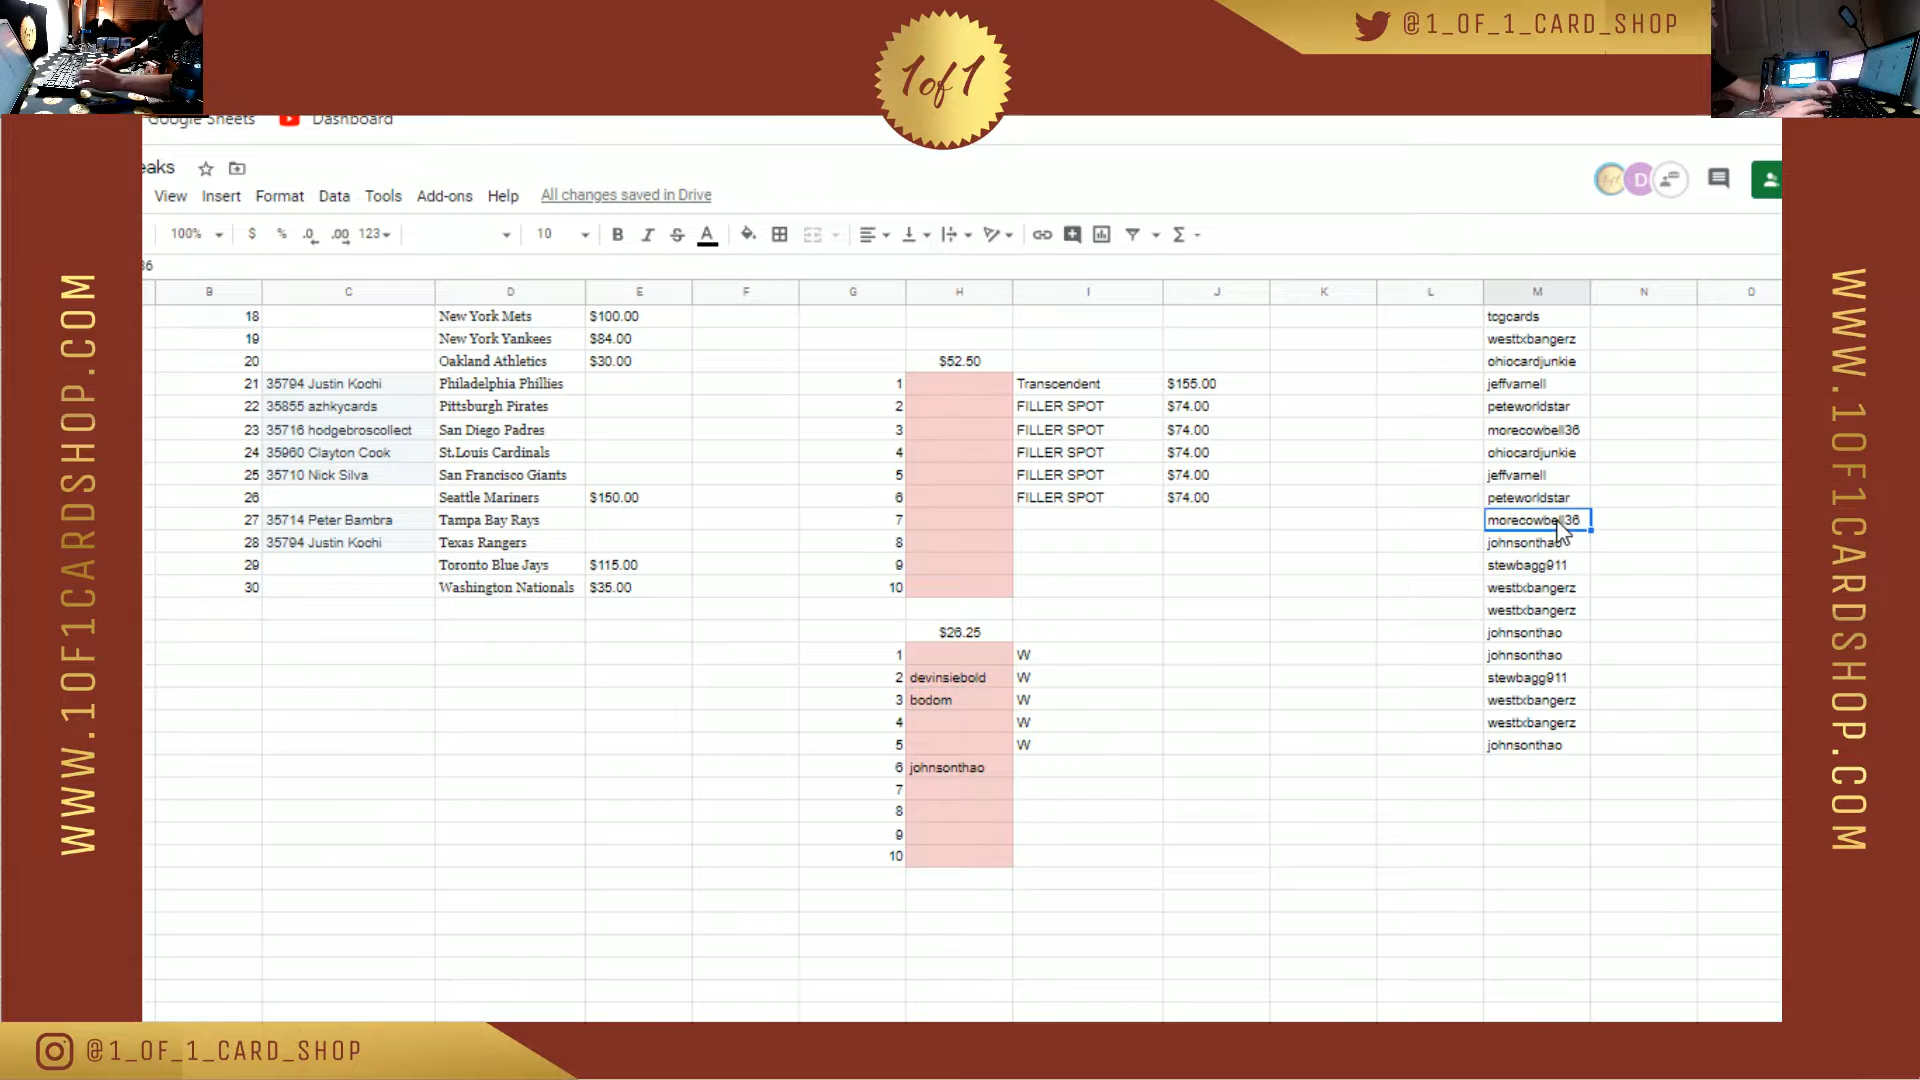 @1_OF_1_CARD_SHOP
1of1
Google Sheets Dashboard
eaks
D
View Insert Format Data Tools Add-ons Help All changes saved in Drive
100% $ % .0 .00 123 10 B I S A Σ
36
B C D E F G H I J K L M N O
18 New York Mets $100.00 tcgcards
19 New York Yankees $84.00 westtxbangerz
20 Oakland Athletics $30.00 $52.50 ohiocardjunkie
21 35794 Justin Kochi Philadelphia Phillies 1 Transcendent $155.00 jeffvarnell
22 35855 azhkycards Pittsburgh Pirates 2 FILLER SPOT $74.00 peteworldstar
23 35716 hodgebroscollect San Diego Padres 3 FILLER SPOT $74.00 morecowbell36
24 35960 Clayton Cook St.Louis Cardinals 4 FILLER SPOT $74.00 ohiocardjunkie
25 35710 Nick Silva San Francisco Giants 5 FILLER SPOT $74.00 jeffvarnell
26 Seattle Mariners $150.00 6 FILLER SPOT $74.00 peteworldstar
27 35714 Peter Bambra Tampa Bay Rays 7 morecowbell36
28 35794 Justin Kochi Texas Rangers 8 johnsonthao
29 Toronto Blue Jays $115.00 9 stewbagg911
30 Washington Nationals $35.00 10 westtxbangerz
westtxbangerz
$26.25 johnsonthao
1 W johnsonthao
2 devinsiebold W stewbagg911
3 bodom W westtxbangerz
4 W westtxbangerz
5 W johnsonthao
6 johnsonthao
7
8
9
10
WWW.1OF1CARDSHOP.COM
WWW.1OF1CARDSHOP.COM
@1_OF_1_CARD_SHOP